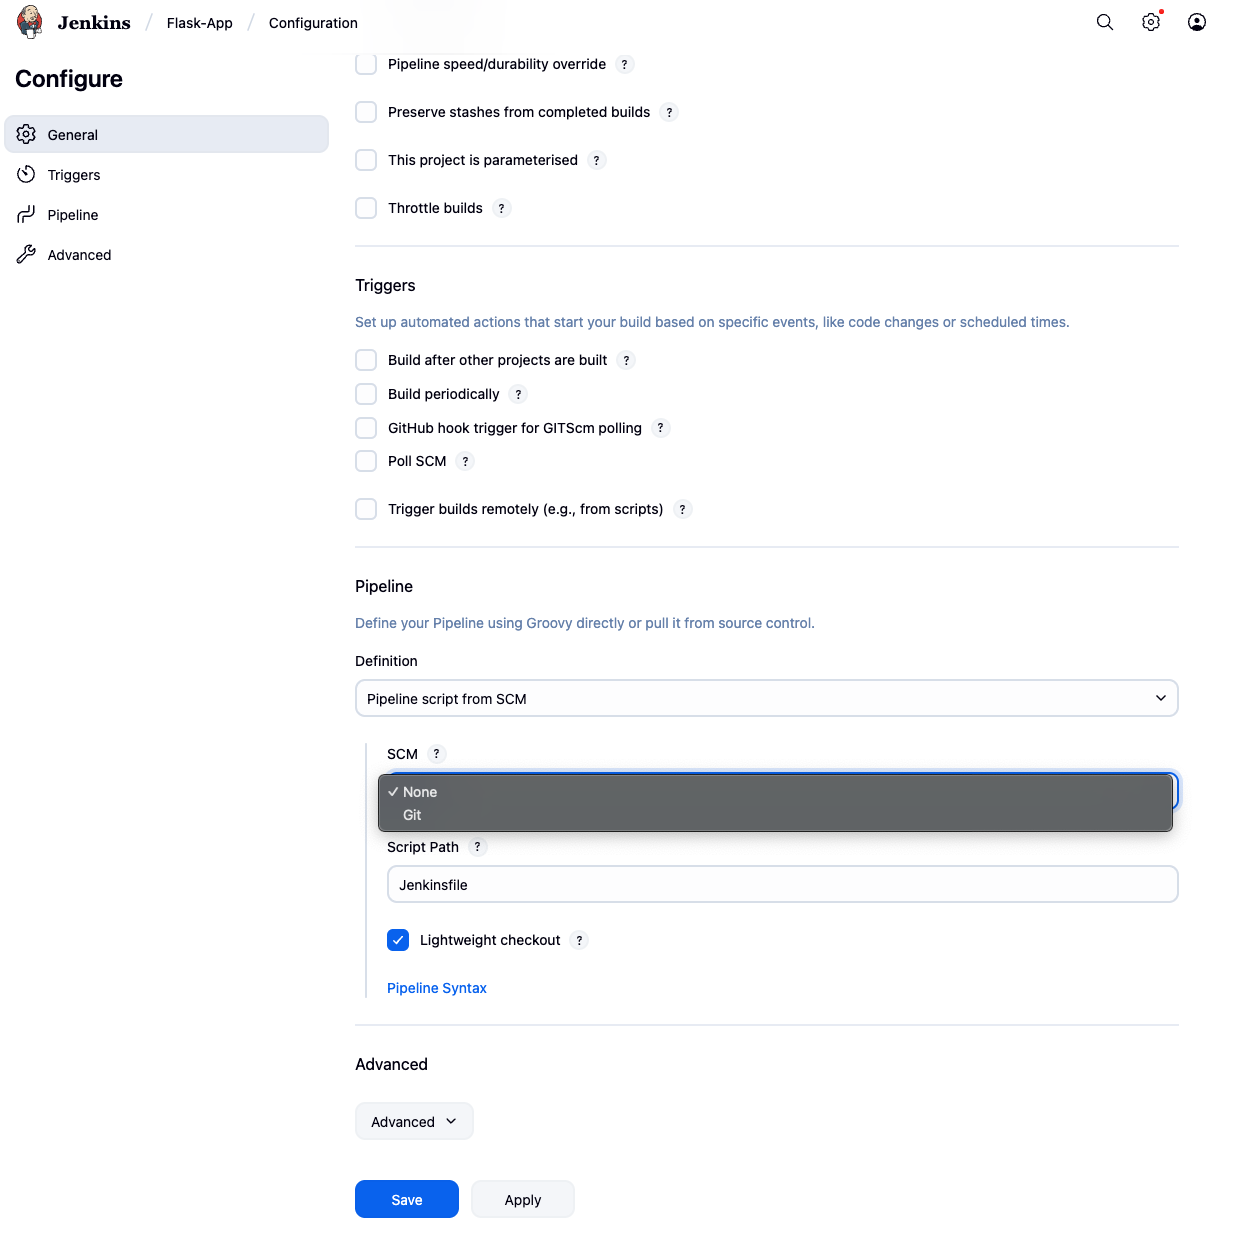 Jenkins / Flask-App / Configuration
Configure
General
Triggers
Pipeline
Advanced
Pipeline speed/durability override ?
Preserve stashes from completed builds ?
This project is parameterised ?
Throttle builds ?
Triggers
Set up automated actions that start your build based on specific events, like code changes or scheduled times.
Build after other projects are built ?
Build periodically ?
GitHub hook trigger for GITScm polling ?
Poll SCM ?
Trigger builds remotely (e.g., from scripts) ?
Pipeline
Define your Pipeline using Groovy directly or pull it from source control.
Definition
Pipeline script from SCM
SCM ?
✓ None
Git
Script Path ?
Jenkinsfile
Lightweight checkout ?
Pipeline Syntax
Advanced
Advanced
Save Apply